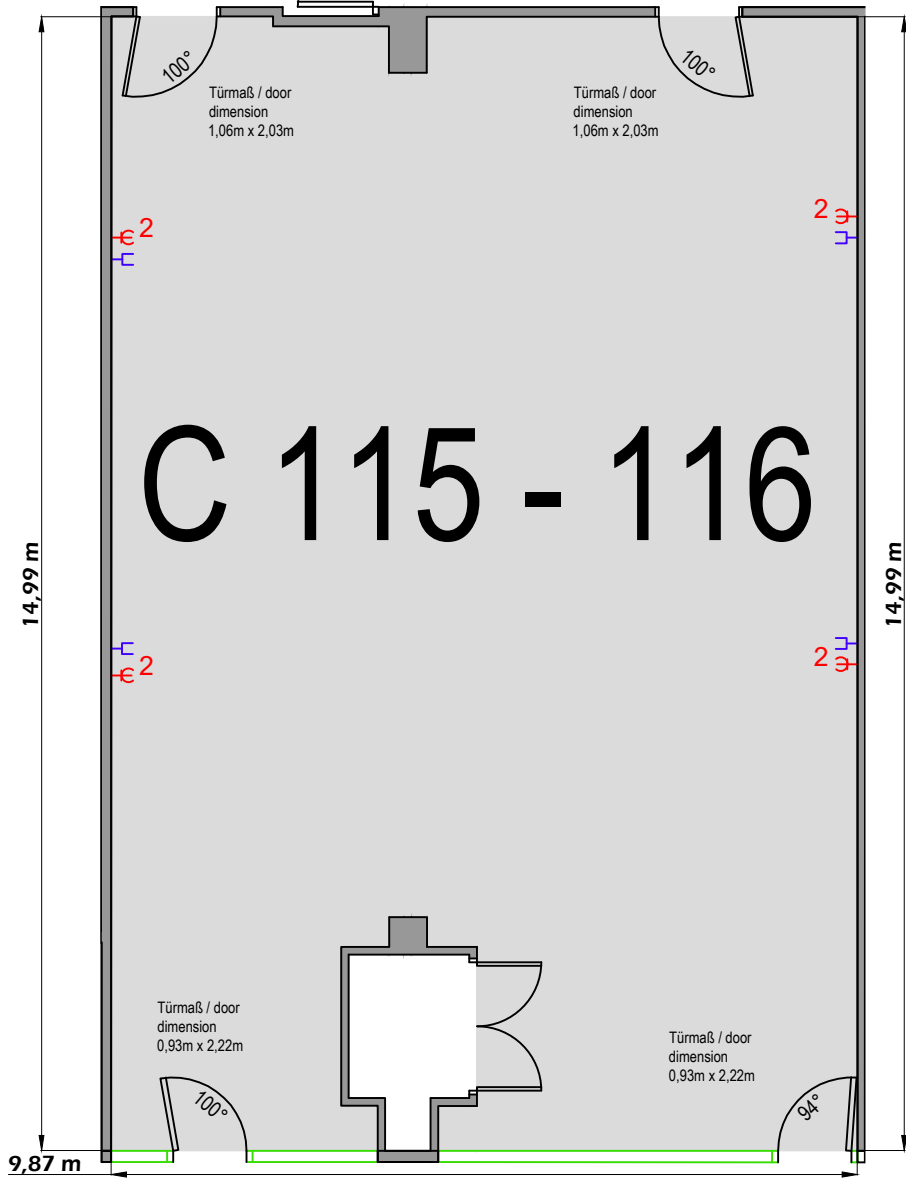 100°
100°
Türmaß / door
dimension
1,06m x 2,03m
Türmaß / door
dimension
1,06m x 2,03m
2
2
C 115 - 116
14,99 m
14,99 m
2
2
Türmaß / door
dimension
0,93m x 2,22m
Türmaß / door
dimension
0,93m x 2,22m
100°
94°
9,87 m